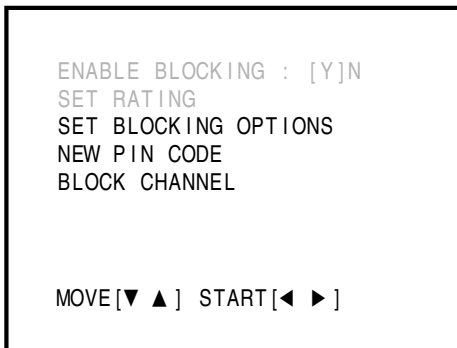 ENABLE BLOCKING : [Y]N
SET RATING
SET BLOCKING OPTIONS
NEW PIN CODE
BLOCK CHANNEL
MOVE[▼ ▲] START[◀ ▶]